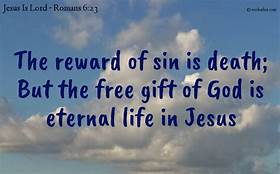 Jesus Is Lord - Romans 6:23
The reward of sin is death;
But the free gift of God is
eternal life in Jesus